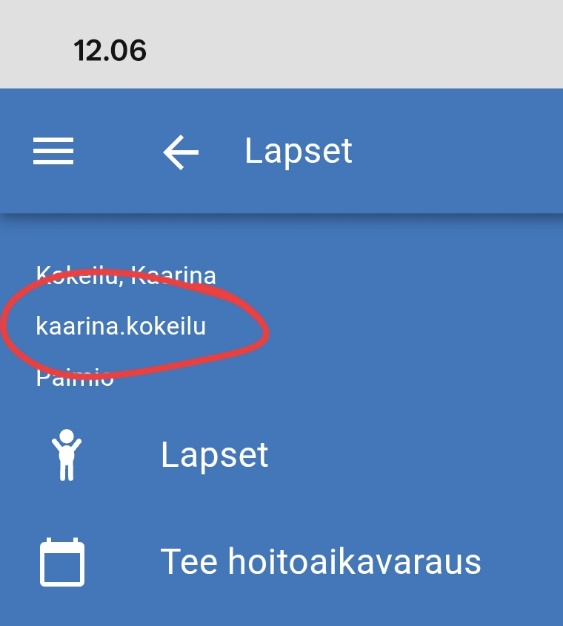 12.06
Lapset
Kokeilu, Kaarina
kaarina.kokeilu
Paimio
Lapset
Tee hoitoaikavaraus